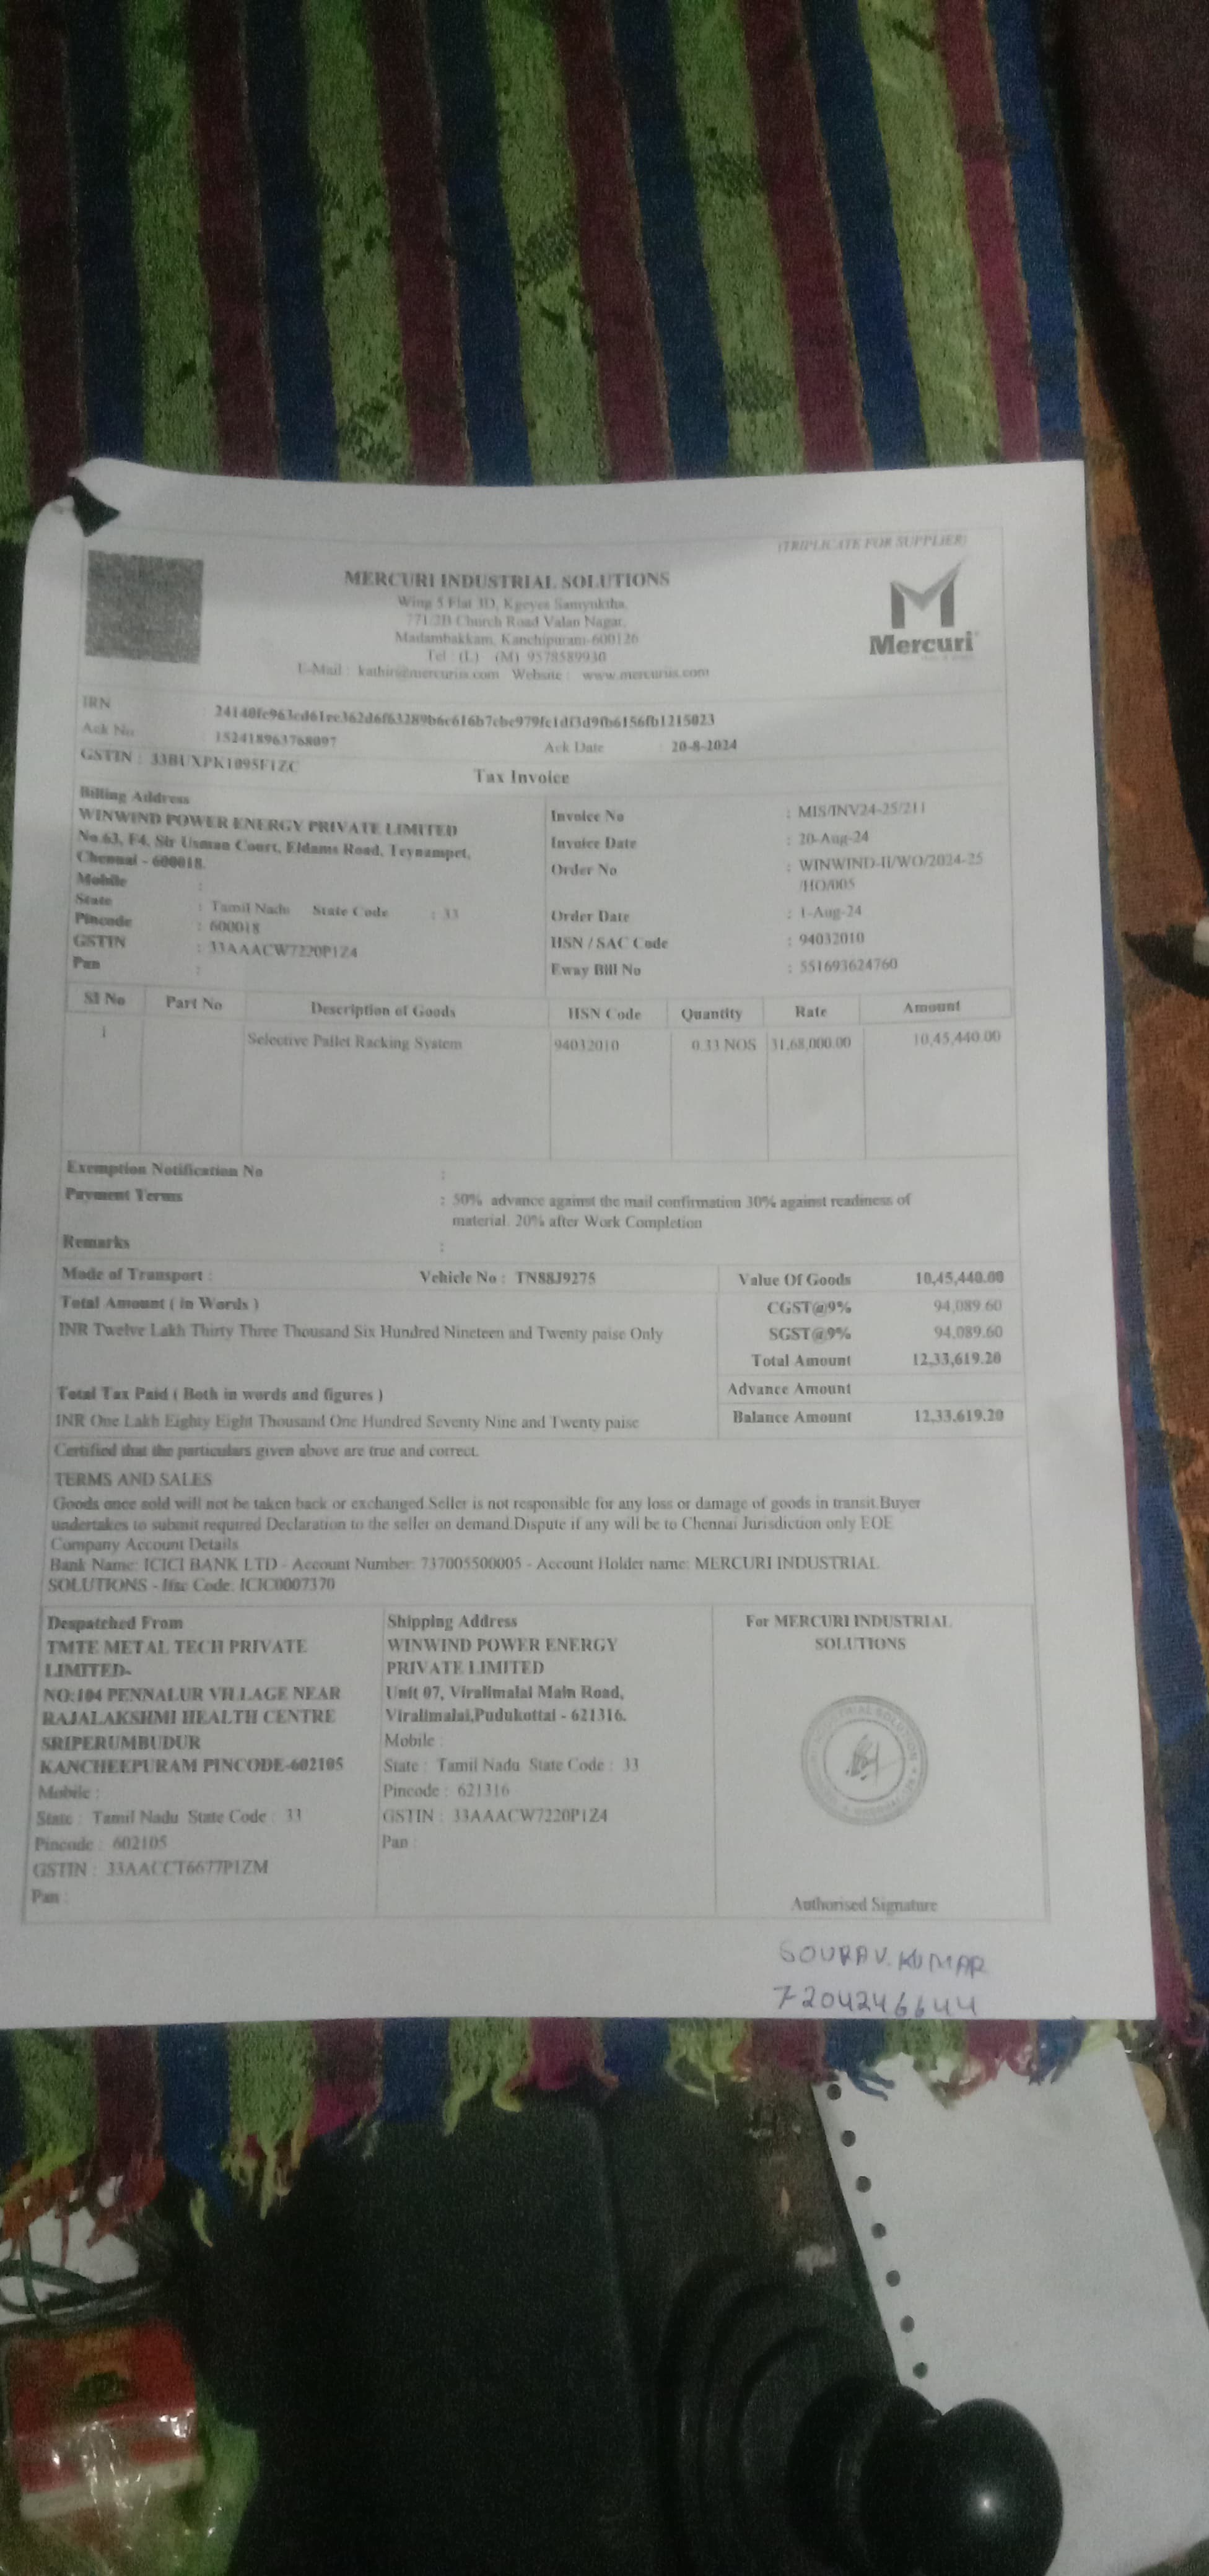 (TRIPLICATE FOR SUPPLIER)
MERCURI INDUSTRIAL SOLUTIONS
Wing 5 Flat 3D, Kgeyes Samyuktha,
771/2B Church Road Valan Nagar,
Madambakkam, Kanchipuram-600126
Tel : (L) (M) 9578589930
E-Mail : kathir@mercuriis.com Website : www.mercuriis.com
Mercuri
IRN : 24140fc963cd61ee362d6f63289b6c616b7cbc979fc1df3d9fb6156fb1215023
Ack No : 152418963768097 Ack Date : 20-8-2024
GSTIN : 33BUXPK1095F1ZC
Tax Invoice
Billing Address
WINWIND POWER ENERGY PRIVATE LIMITED
No.63, F4, Sir Usman Court, Eldams Road, Teynampet,
Chennai - 600018.
Mobile :
State : Tamil Nadu State Code : 33
Pincode : 600018
GSTIN : 33AAACW7220P1Z4
Pan :
Invoice No : MIS/INV24-25/211
Invoice Date : 20-Aug-24
Order No : WINWIND-II/WO/2024-25
/HO/005
Order Date : 1-Aug-24
HSN / SAC Code : 94032010
Eway Bill No : 551693624760
SI No Part No Description of Goods HSN Code Quantity Rate Amount
1 Selective Pallet Racking System 94032010 0.33 NOS 31,68,000.00 10,45,440.00
Exemption Notification No :
Payment Terms : 50% advance against the mail confirmation 30% against readiness of
material. 20% after Work Completion
Remarks :
Mode of Transport : Vehicle No : TN88J9275
Value Of Goods 10,45,440.00
Total Amount ( in Words )
CGST@9% 94,089.60
INR Twelve Lakh Thirty Three Thousand Six Hundred Nineteen and Twenty paise Only
SGST@9% 94,089.60
Total Amount 12,33,619.20
Total Tax Paid ( Both in words and figures )
Advance Amount
INR One Lakh Eighty Eight Thousand One Hundred Seventy Nine and Twenty paise
Balance Amount 12,33,619.20
Certified that the particulars given above are true and correct.
TERMS AND SALES
Goods once sold will not be taken back or exchanged.Seller is not responsible for any loss or damage of goods in transit.Buyer
undertakes to submit required Declaration to the seller on demand.Dispute if any will be to Chennai Jurisdiction only EOE
Company Account Details
Bank Name: ICICI BANK LTD - Account Number: 737005500005 - Account Holder name: MERCURI INDUSTRIAL
SOLUTIONS - Ifsc Code: ICIC0007370
Despatched From
TMTE METAL TECH PRIVATE
LIMITED-
NO:104 PENNALUR VILLAGE NEAR
RAJALAKSHMI HEALTH CENTRE
SRIPERUMBUDUR
KANCHEEPURAM PINCODE-602105
Mobile :
State : Tamil Nadu State Code : 33
Pincode : 602105
GSTIN : 33AACCT6677P1ZM
Pan :
Shipping Address
WINWIND POWER ENERGY
PRIVATE LIMITED
Unit 07, Viralimalai Main Road,
Viralimalai,Pudukottai - 621316.
Mobile :
State : Tamil Nadu State Code : 33
Pincode : 621316
GSTIN : 33AAACW7220P1Z4
Pan
For MERCURI INDUSTRIAL
SOLUTIONS
Authorised Signature
SOURAV.KUMAR
7204246644